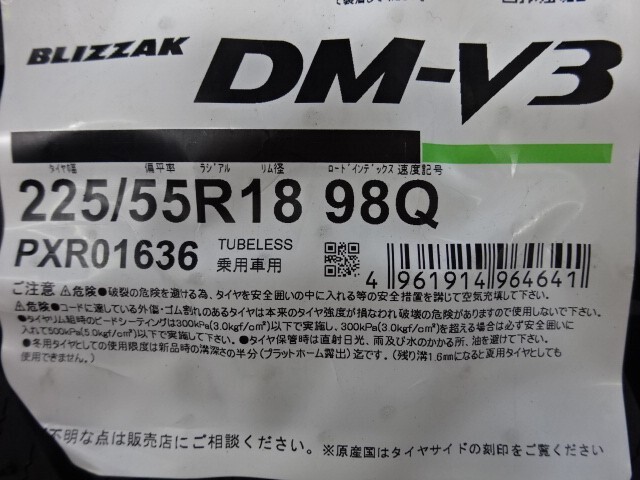 BLIZZAK DM-V3
タイヤ幅 偏平率 ラジアル リム径 ロードインデックス 速度記号
225/55R18 98Q
PXR01636 TUBELESS
乗用車用
4 961914 964641
ご注意 ⚠危険●破裂の危険を避ける為、タイヤを安全囲いの中に入れる等の安全措置を講じて空気充填して下さい。
⚠危険●コードに達している外傷・ゴム割れのあるタイヤは本来のタイヤ強度が損なわれ破壊の危険がありますので使用しないで下さい。
●タイヤリム組時のビードシーティングは300kPa(3.0kgf/c㎡)以下で実施し、300kPa(3.0kgf/c㎡)を超える場合は必ず安全囲いに
入れて500kPa(5.0kgf/c㎡)以下で実施して下さい。●タイヤ保管時は直射日光、雨及び水のかかる所、油を避けて下さい。
●冬用タイヤとしての使用限度は新品時の溝深さの半分(プラットホーム露出)迄です。(残り溝1.6㎜になると夏用タイヤとしても
使用できません。)
不明な点は販売店にご相談ください。 ※原産国はタイヤサイドの刻印をご覧ください